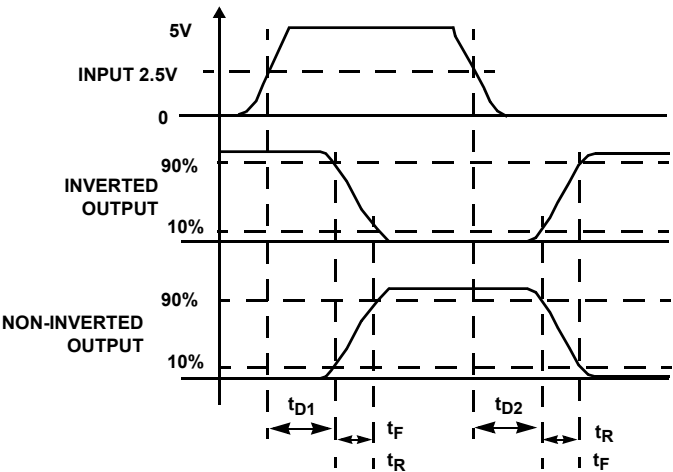 5V
INPUT 2.5V
0
90%
INVERTED
OUTPUT
10%
90%
NON-INVERTED
OUTPUT
10%
tD1
tF
tR
tD2
tR
tF